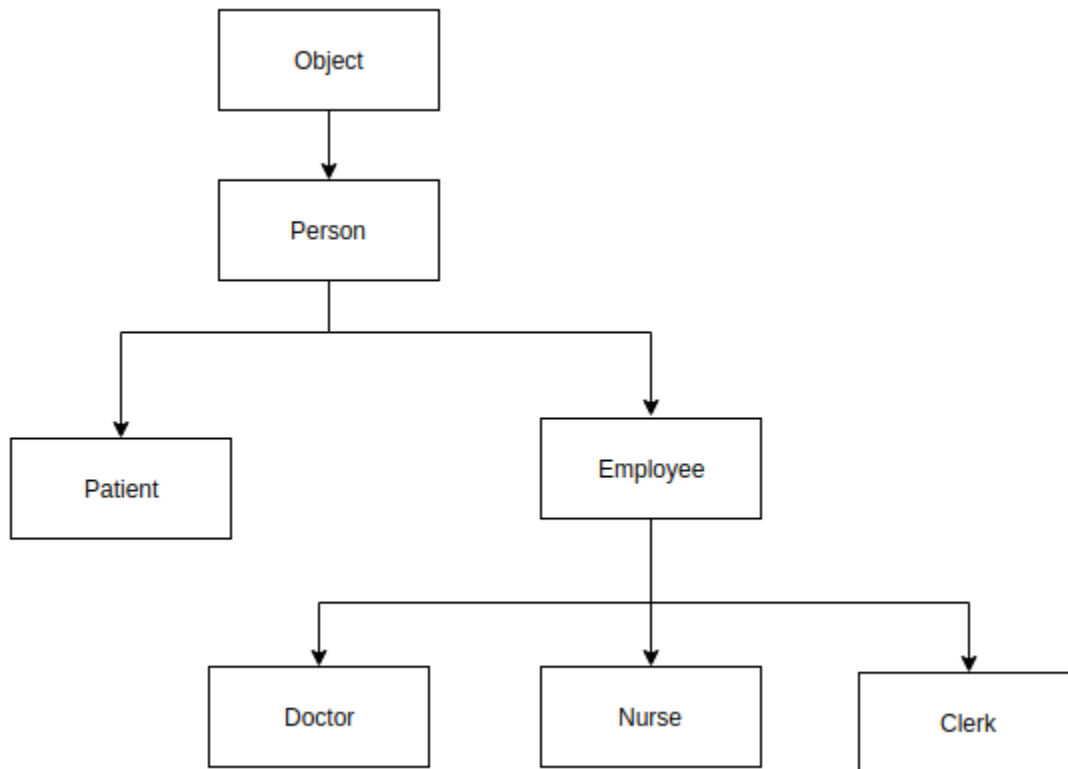 Object
Person
Patient
Employee
Doctor
Nurse
Clerk